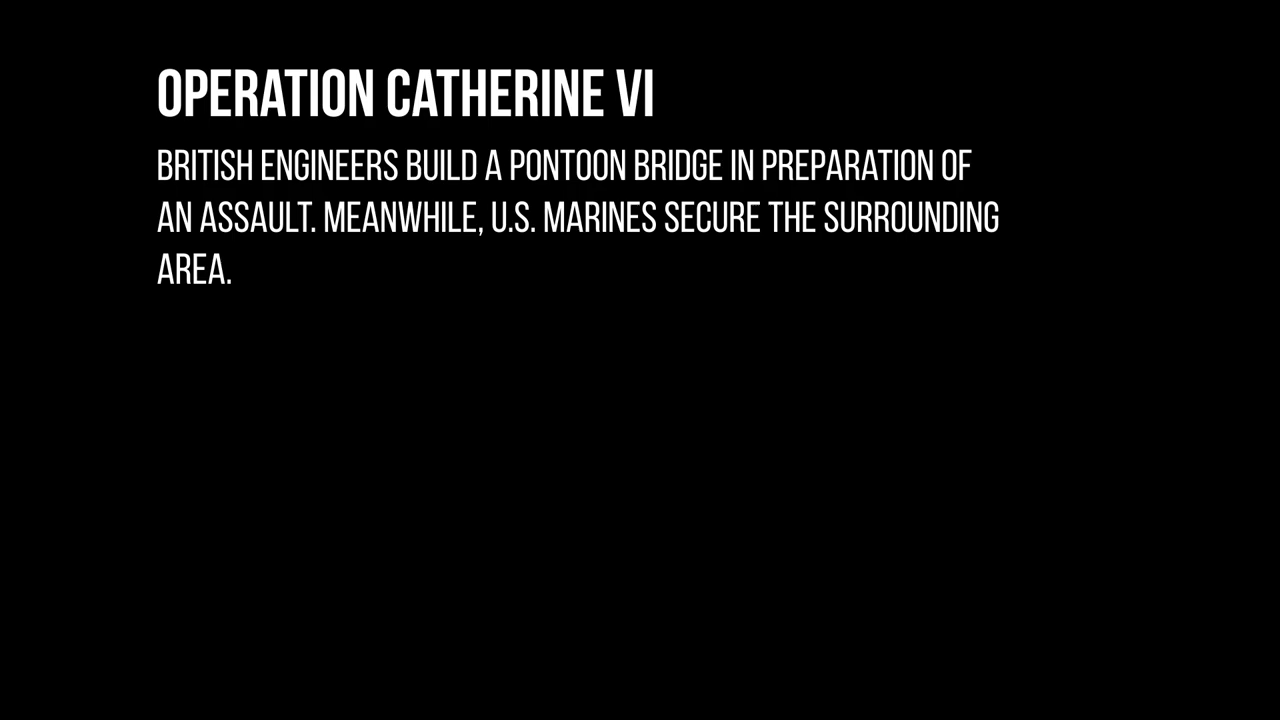 OPERATION CATHERINE VI
BRITISH ENGINEERS BUILD A PONTOON BRIDGE IN PREPARATION OF
AN ASSAULT. MEANWHILE, U.S. MARINES SECURE THE SURROUNDING
AREA.